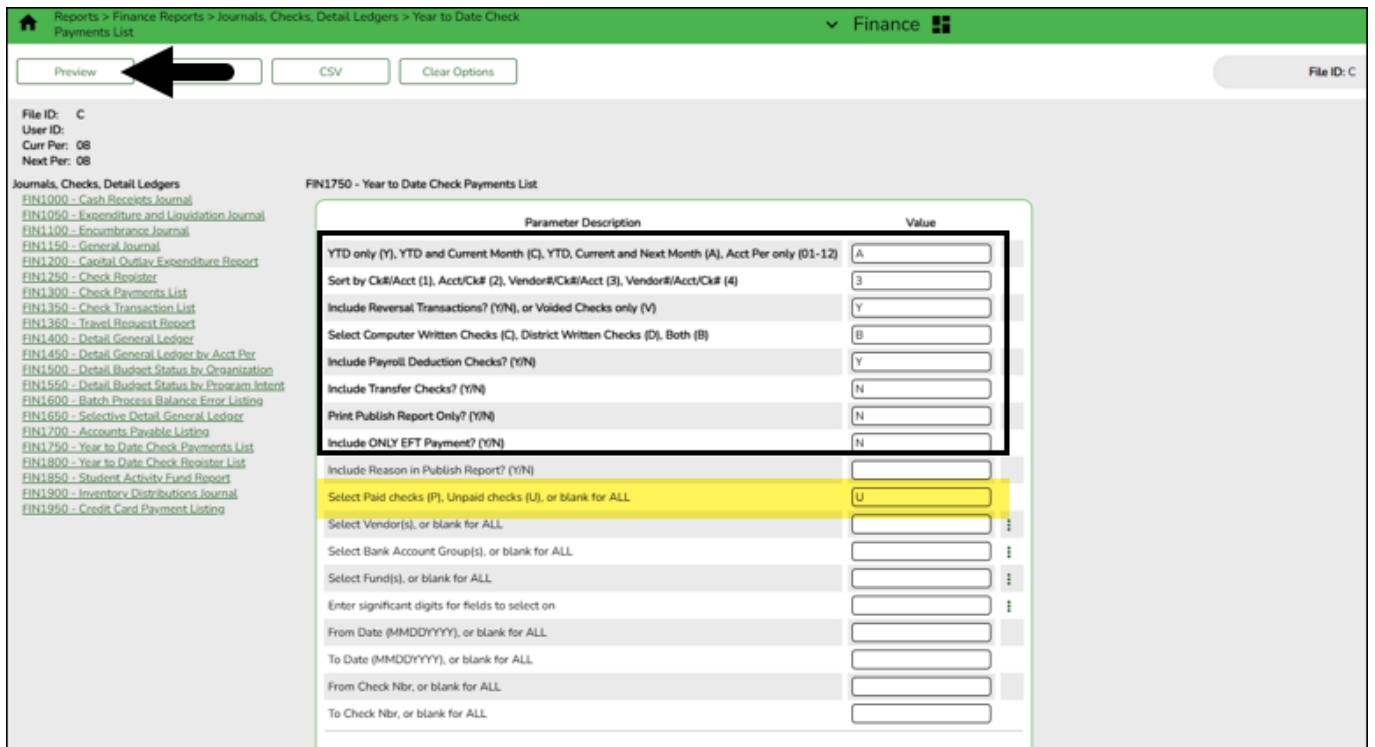 Reports > Finance Reports > Journals, Checks, Detail Ledgers > Year to Date Check
Payments List
Finance
Preview
CSV
Clear Options
File ID: C
File ID: C
User ID:
Curr Per: 08
Next Per: 08
Journals, Checks, Detail Ledgers
FIN1000 - Cash Receipts Journal
FIN1050 - Expenditure and Liquidation Journal
FIN1100 - Encumbrance Journal
FIN1150 - General Journal
FIN1200 - Capital Outlay Expenditure Report
FIN1250 - Check Register
FIN1300 - Check Payments List
FIN1350 - Check Transaction List
FIN1360 - Travel Request Report
FIN1400 - Detail General Ledger
FIN1450 - Detail General Ledger by Acct Per
FIN1500 - Detail Budget Status by Organization
FIN1550 - Detail Budget Status by Program Intent
FIN1600 - Batch Process Balance Error Listing
FIN1650 - Selective Detail General Ledger
FIN1700 - Accounts Payable Listing
FIN1750 - Year to Date Check Payments List
FIN1800 - Year to Date Check Register List
FIN1850 - Student Activity Fund Report
FIN1900 - Inventory Distributions Journal
FIN1950 - Credit Card Payment Listing
FIN1750 - Year to Date Check Payments List
Parameter Description Value
YTD only (Y), YTD and Current Month (C), YTD, Current and Next Month (A), Acct Per only (01-12) A
Sort by Ck#/Acct (1), Acct/Ck# (2), Vendor#/Ck#/Acct (3), Vendor#/Acct/Ck# (4) 3
Include Reversal Transactions? (Y/N), or Voided Checks only (V) Y
Select Computer Written Checks (C), District Written Checks (D), Both (B) B
Include Payroll Deduction Checks? (Y/N) Y
Include Transfer Checks? (Y/N) N
Print Publish Report Only? (Y/N) N
Include ONLY EFT Payment? (Y/N) N
Include Reason in Publish Report? (Y/N)
Select Paid checks (P), Unpaid checks (U), or blank for ALL U
Select Vendor(s), or blank for ALL
Select Bank Account Group(s), or blank for ALL
Select Fund(s), or blank for ALL
Enter significant digits for fields to select on
From Date (MMDDYYYY), or blank for ALL
To Date (MMDDYYYY), or blank for ALL
From Check Nbr, or blank for ALL
To Check Nbr, or blank for ALL